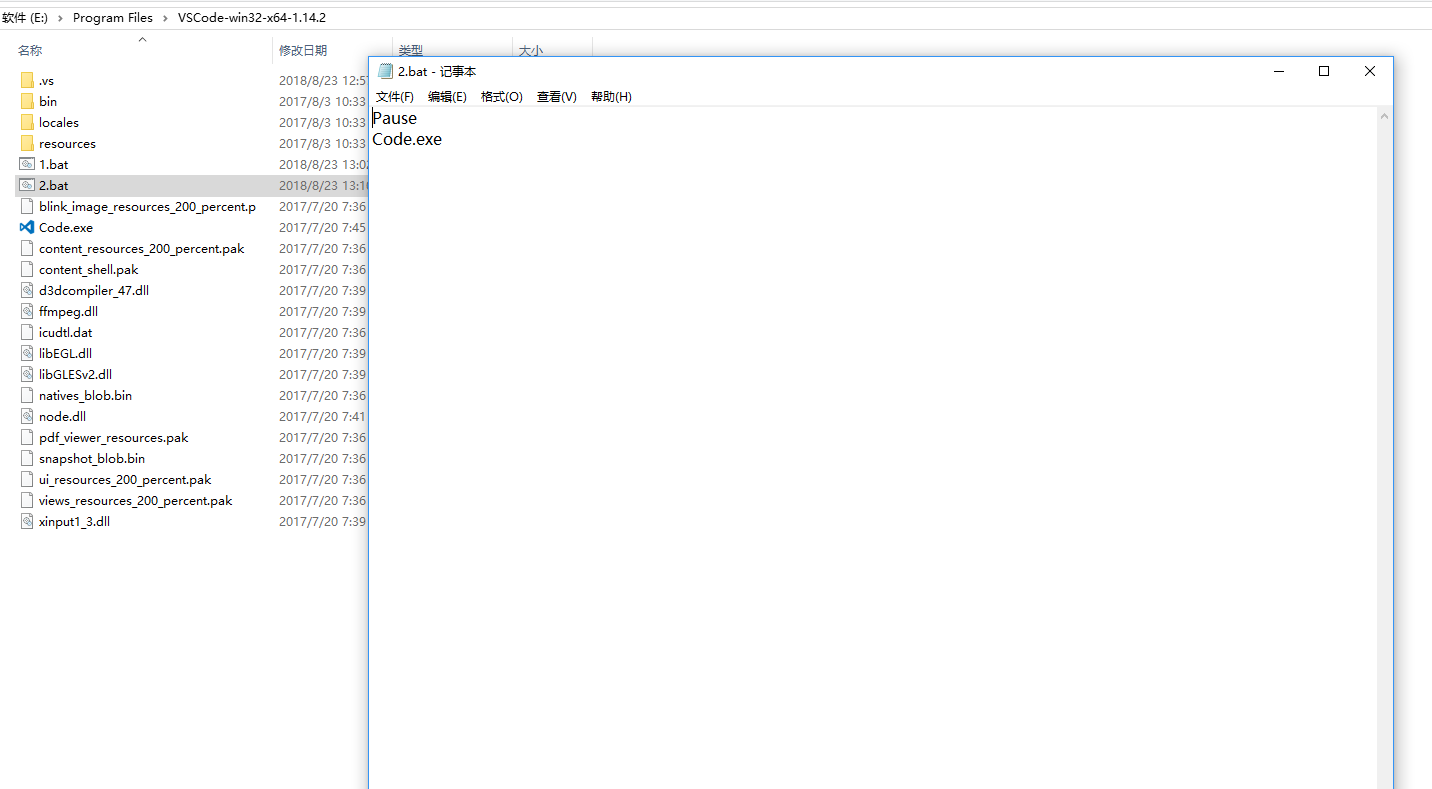 软件 (E:) › Program Files › VSCode-win32-x64-1.14.2
名称 修改日期 类型 大小
.vs 2018/8/23 12:57
bin 2017/8/3 10:33
locales 2017/8/3 10:33
resources 2017/8/3 10:33
1.bat 2018/8/23 13:02
2.bat 2018/8/23 13:10
blink_image_resources_200_percent.p 2017/7/20 7:36
Code.exe 2017/7/20 7:45
content_resources_200_percent.pak 2017/7/20 7:36
content_shell.pak 2017/7/20 7:36
d3dcompiler_47.dll 2017/7/20 7:39
ffmpeg.dll 2017/7/20 7:39
icudtl.dat 2017/7/20 7:36
libEGL.dll 2017/7/20 7:39
libGLESv2.dll 2017/7/20 7:39
natives_blob.bin 2017/7/20 7:36
node.dll 2017/7/20 7:41
pdf_viewer_resources.pak 2017/7/20 7:36
snapshot_blob.bin 2017/7/20 7:36
ui_resources_200_percent.pak 2017/7/20 7:36
views_resources_200_percent.pak 2017/7/20 7:36
xinput1_3.dll 2017/7/20 7:39
2.bat - 记事本
文件(F) 编辑(E) 格式(O) 查看(V) 帮助(H)
Pause
Code.exe